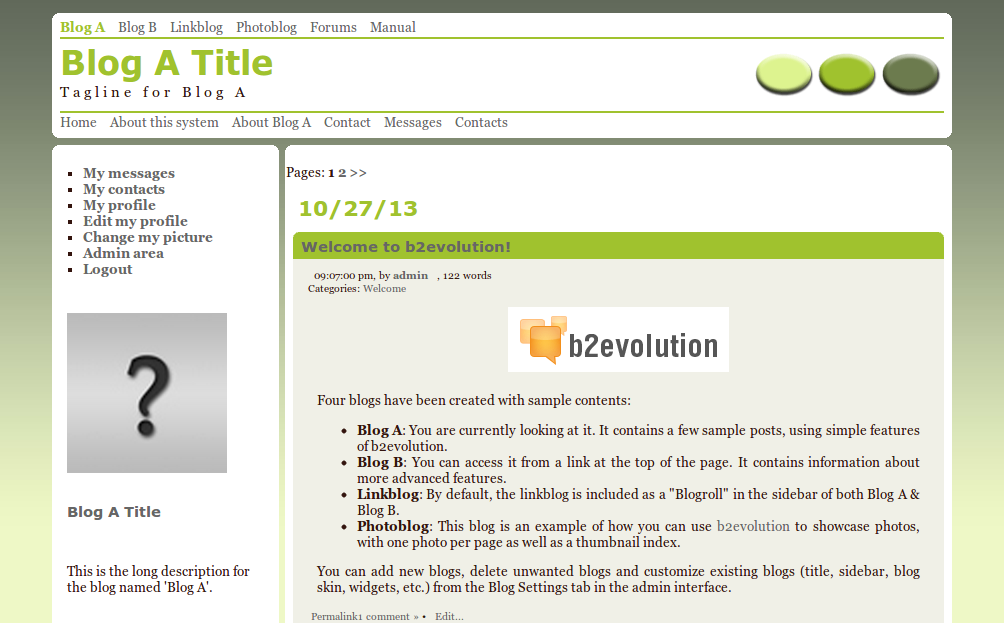 Blog A Blog B Linkblog Photoblog Forums Manual
Blog A Title
Tagline for Blog A
Home About this system About Blog A Contact Messages Contacts
My messages
My contacts
My profile
Edit my profile
Change my picture
Admin area
Logout
?
Blog A Title
This is the long description for
the blog named 'Blog A'.
Pages: 1 2 >>
10/27/13
Welcome to b2evolution!
09:07:00 pm, by admin , 122 words
Categories: Welcome
b2evolution
Four blogs have been created with sample contents:
• Blog A: You are currently looking at it. It contains a few sample posts, using simple features
of b2evolution.
• Blog B: You can access it from a link at the top of the page. It contains information about
more advanced features.
• Linkblog: By default, the linkblog is included as a "Blogroll" in the sidebar of both Blog A &
Blog B.
• Photoblog: This blog is an example of how you can use b2evolution to showcase photos,
with one photo per page as well as a thumbnail index.
You can add new blogs, delete unwanted blogs and customize existing blogs (title, sidebar, blog
skin, widgets, etc.) from the Blog Settings tab in the admin interface.
Permalink1 comment » • Edit...